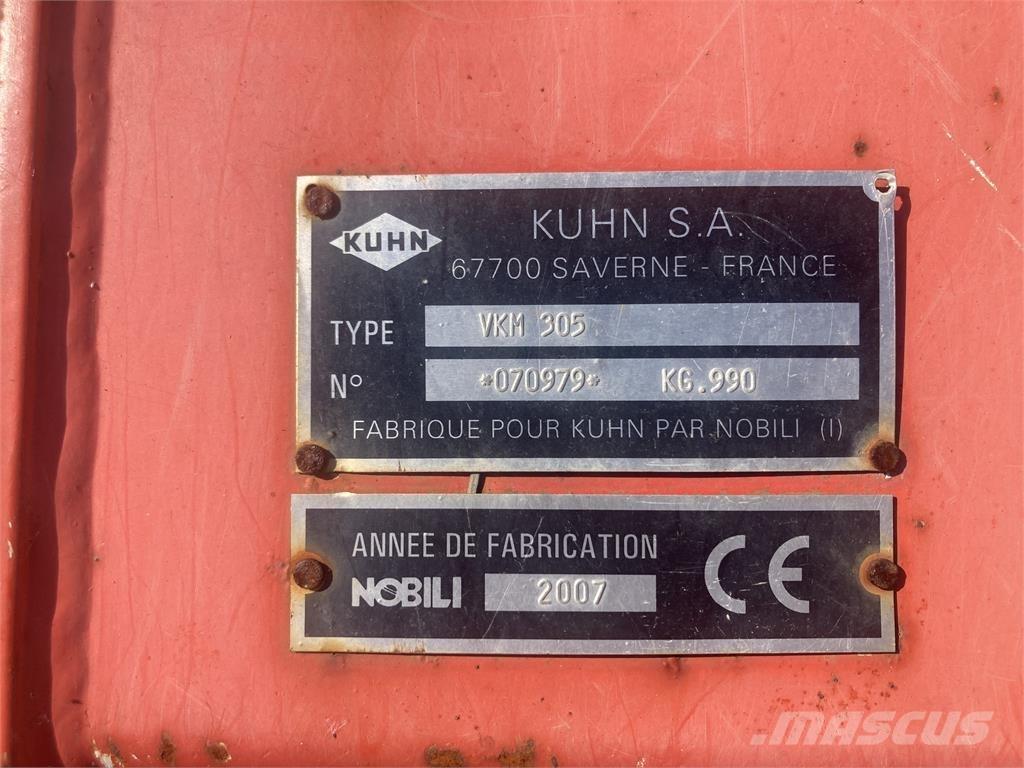 KUHN
KUHN S.A.
67700 SAVERNE - FRANCE
TYPE VKM 305
N° *070979* KG.990
FABRIQUE POUR KUHN PAR NOBILI (I)
ANNEE DE FABRICATION
NOBILI 2007
CE
MASCUS